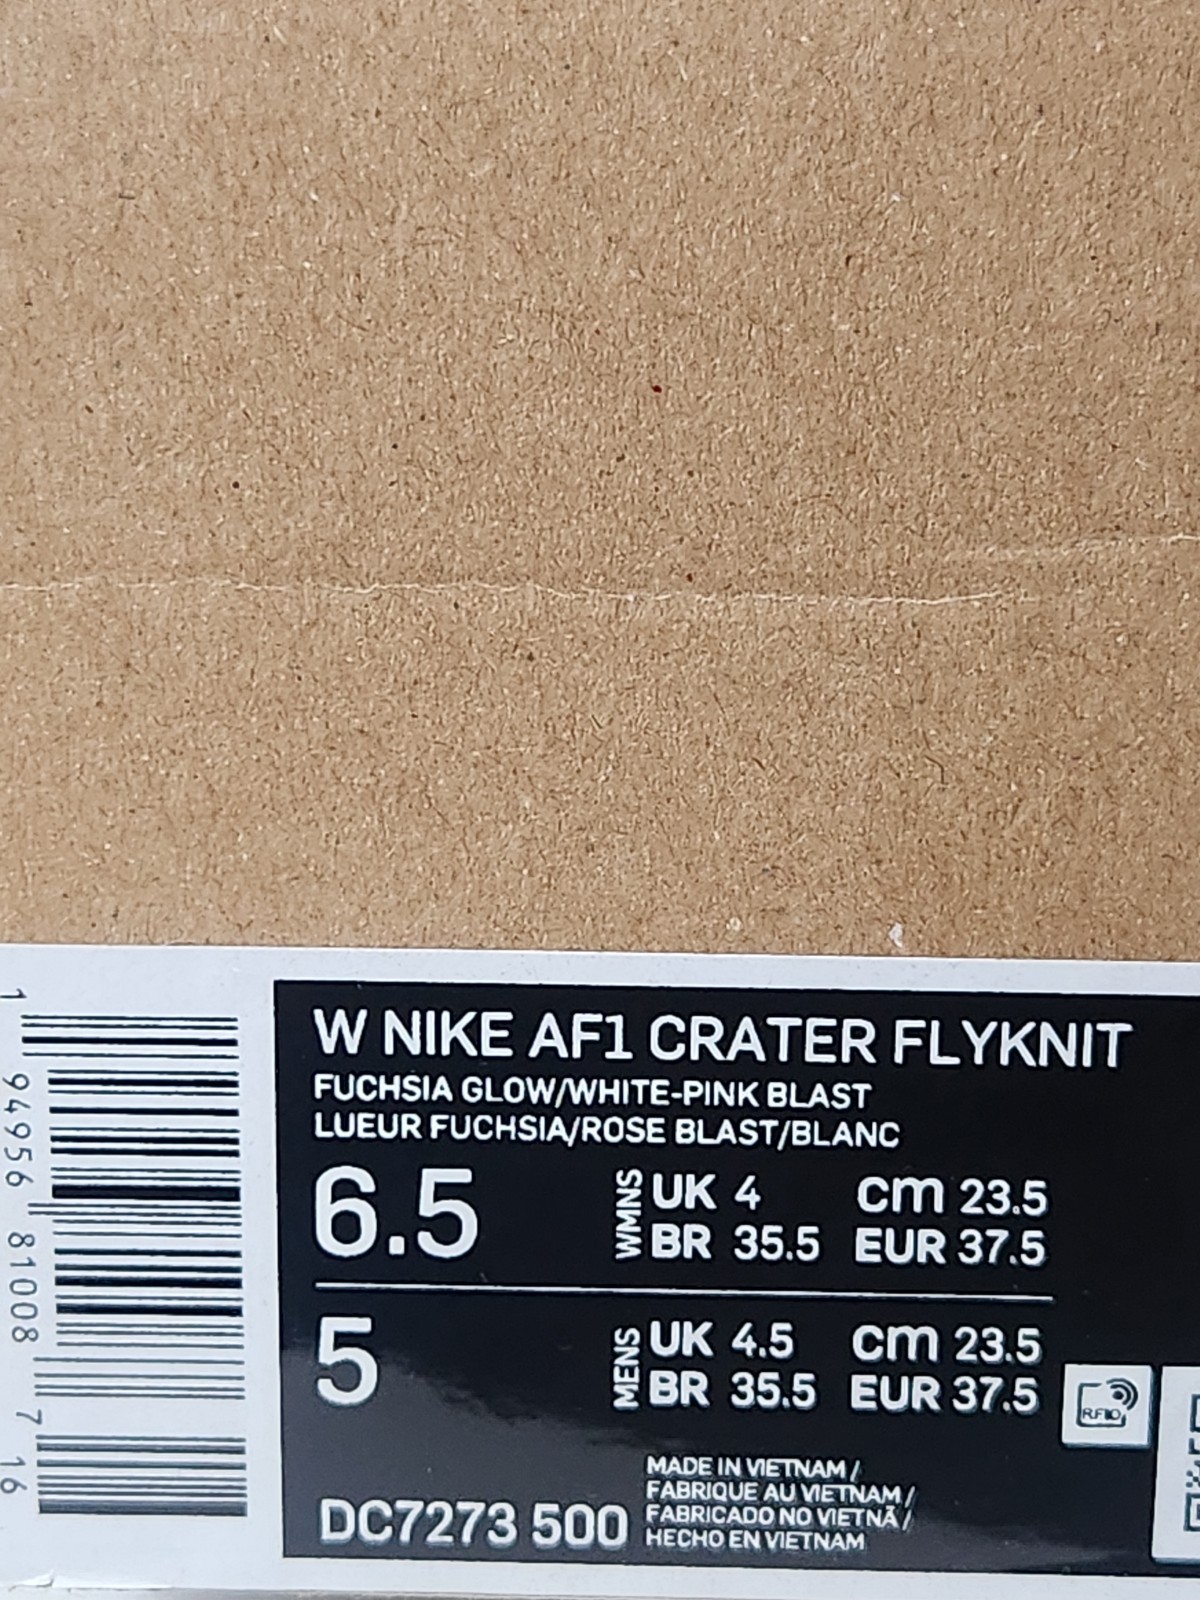 W NIKE AF1 CRATER FLYKNIT
FUCHSIA GLOW/WHITE-PINK BLAST
LUEUR FUCHSIA/ROSE BLAST/BLANC
6.5
WMNS
UK 4 cm 23.5
BR 35.5 EUR 37.5
5
MENS
UK 4.5 cm 23.5
BR 35.5 EUR 37.5
RFID
DC7273 500
MADE IN VIETNAM /
FABRIQUE AU VIETNAM /
FABRICADO NO VIETNÃ /
HECHO EN VIETNAM
1 94956 81008 7 16